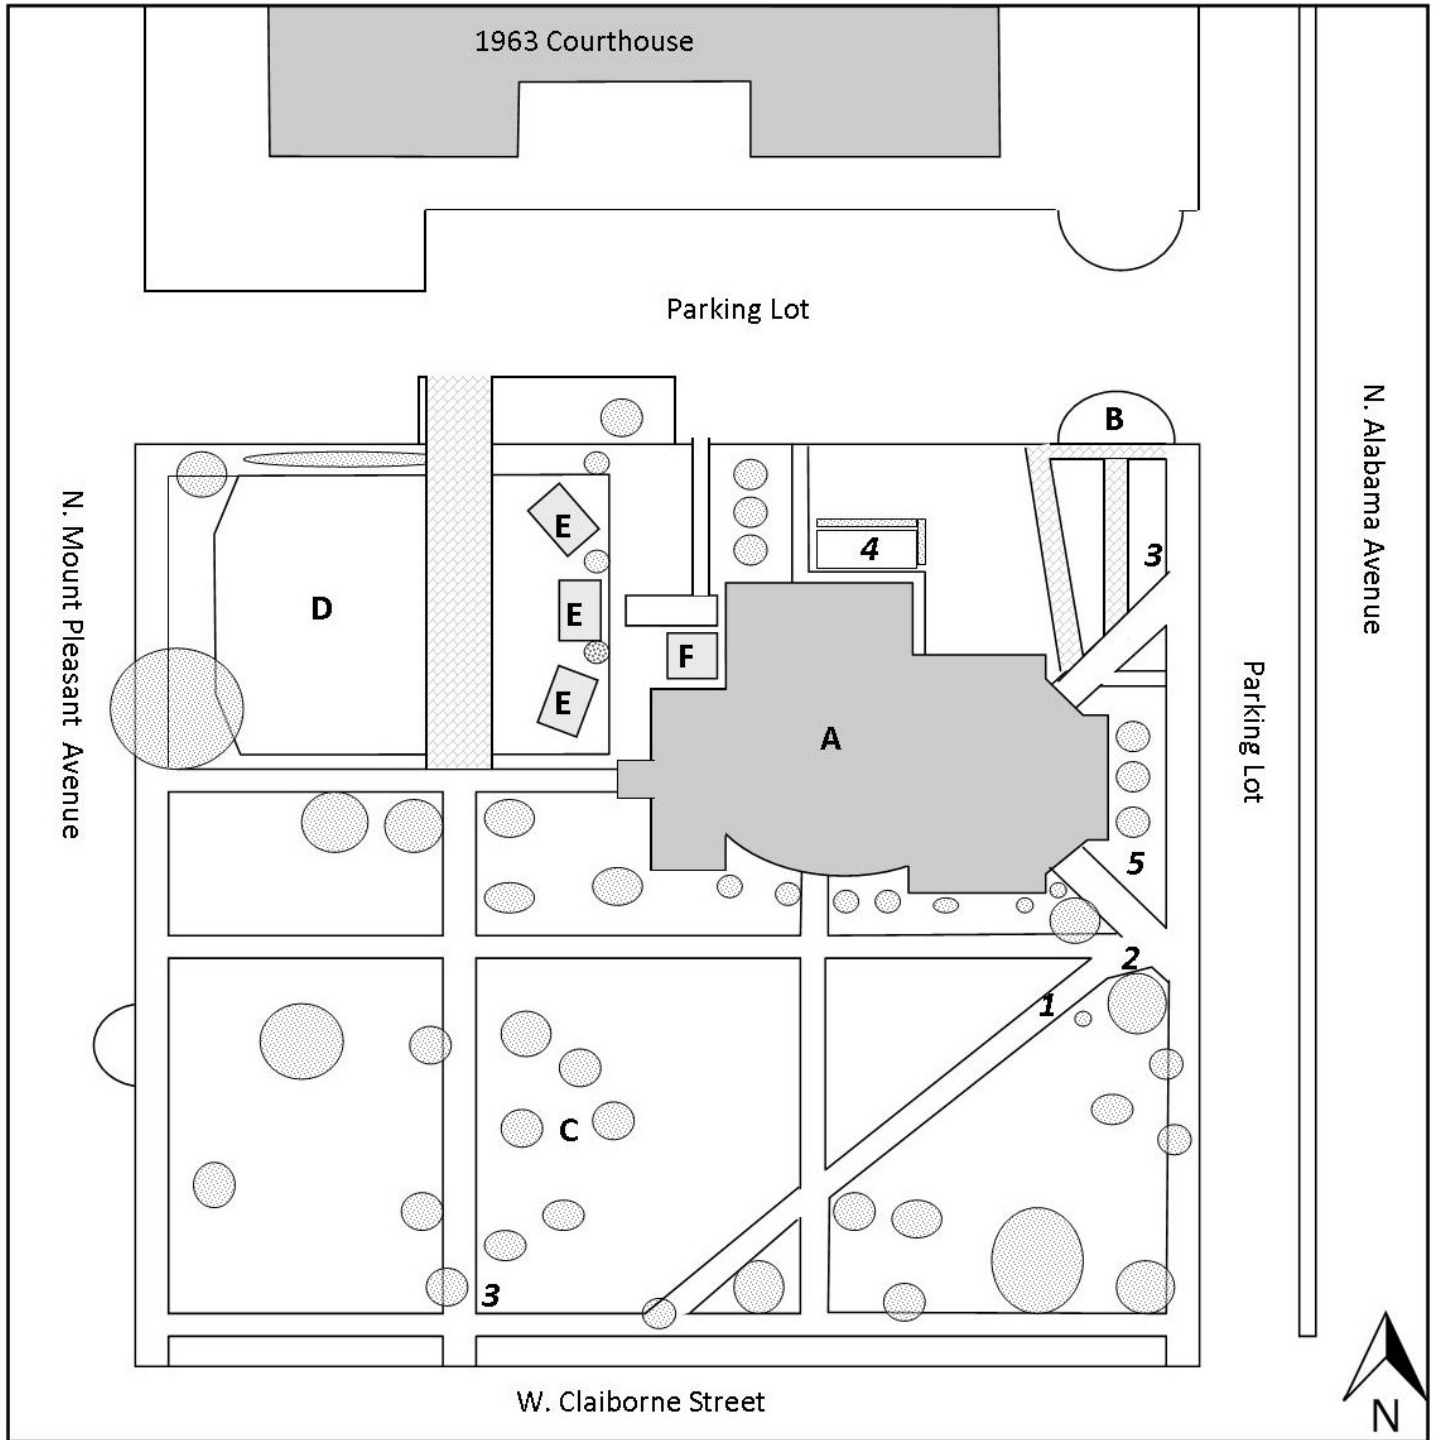 1963 Courthouse
Parking Lot
B
N. Alabama Avenue
N. Mount Pleasant Avenue
E
4
3
D
E
F
E
A
Parking Lot
5
2
1
C
3
W. Claiborne Street
N